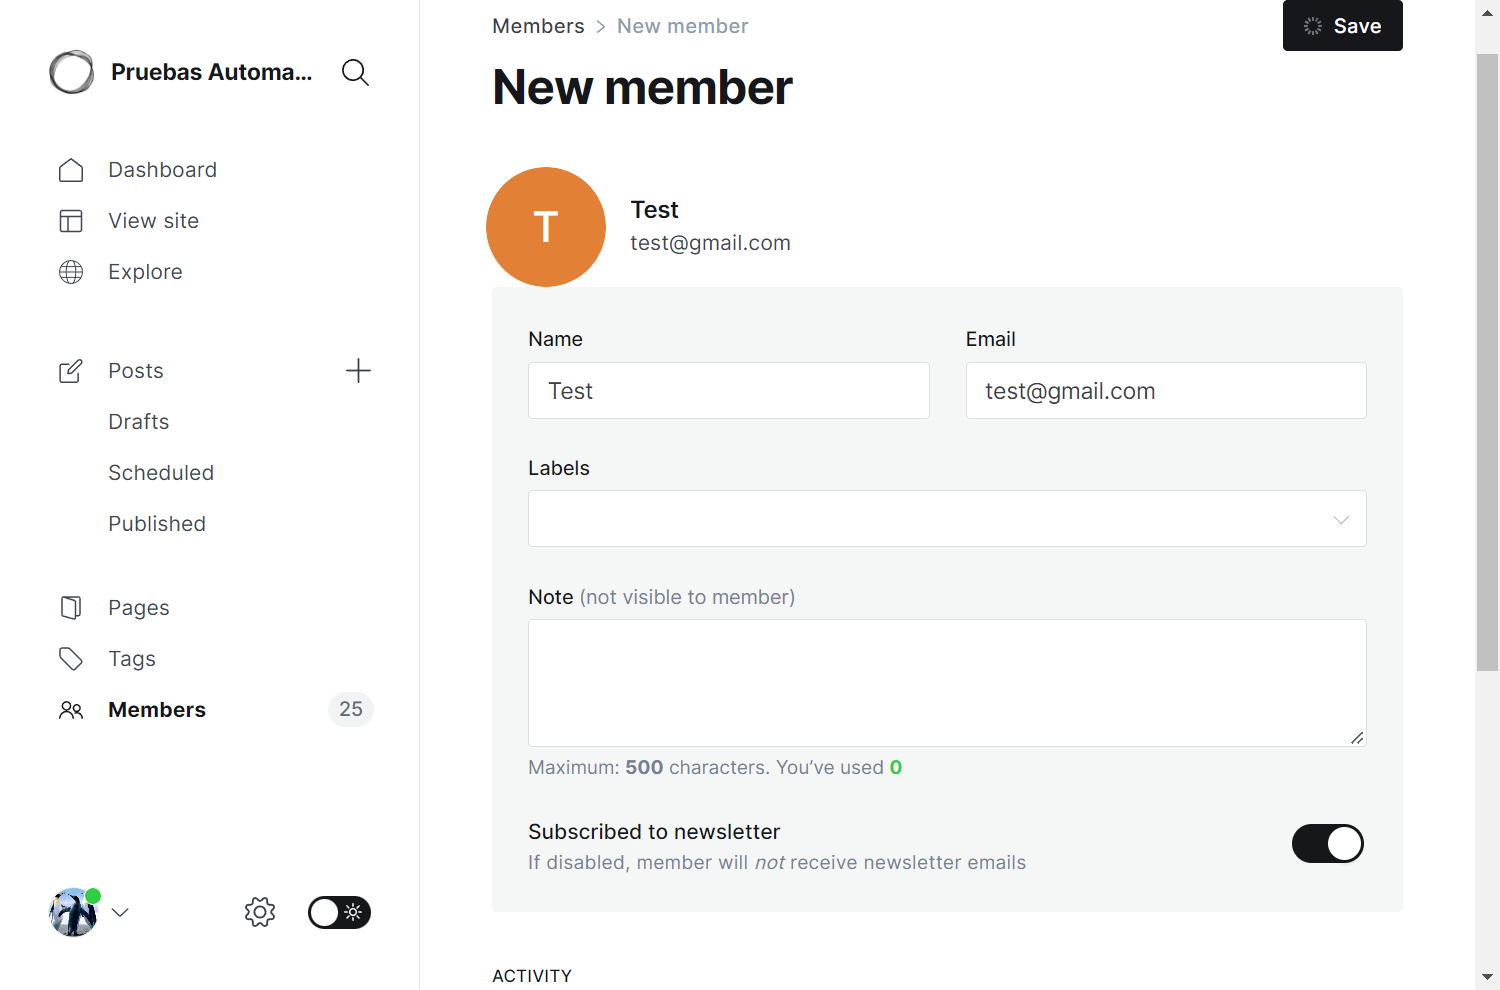 Pruebas Automa...
Dashboard
View site
Explore
Posts
Drafts
Scheduled
Published
Pages
Tags
Members 25
Members > New member
Save
New member
T
Test
test@gmail.com
Name Email
Test test@gmail.com
Labels
Note (not visible to member)
Maximum: 500 characters. You’ve used 0
Subscribed to newsletter
If disabled, member will not receive newsletter emails
ACTIVITY